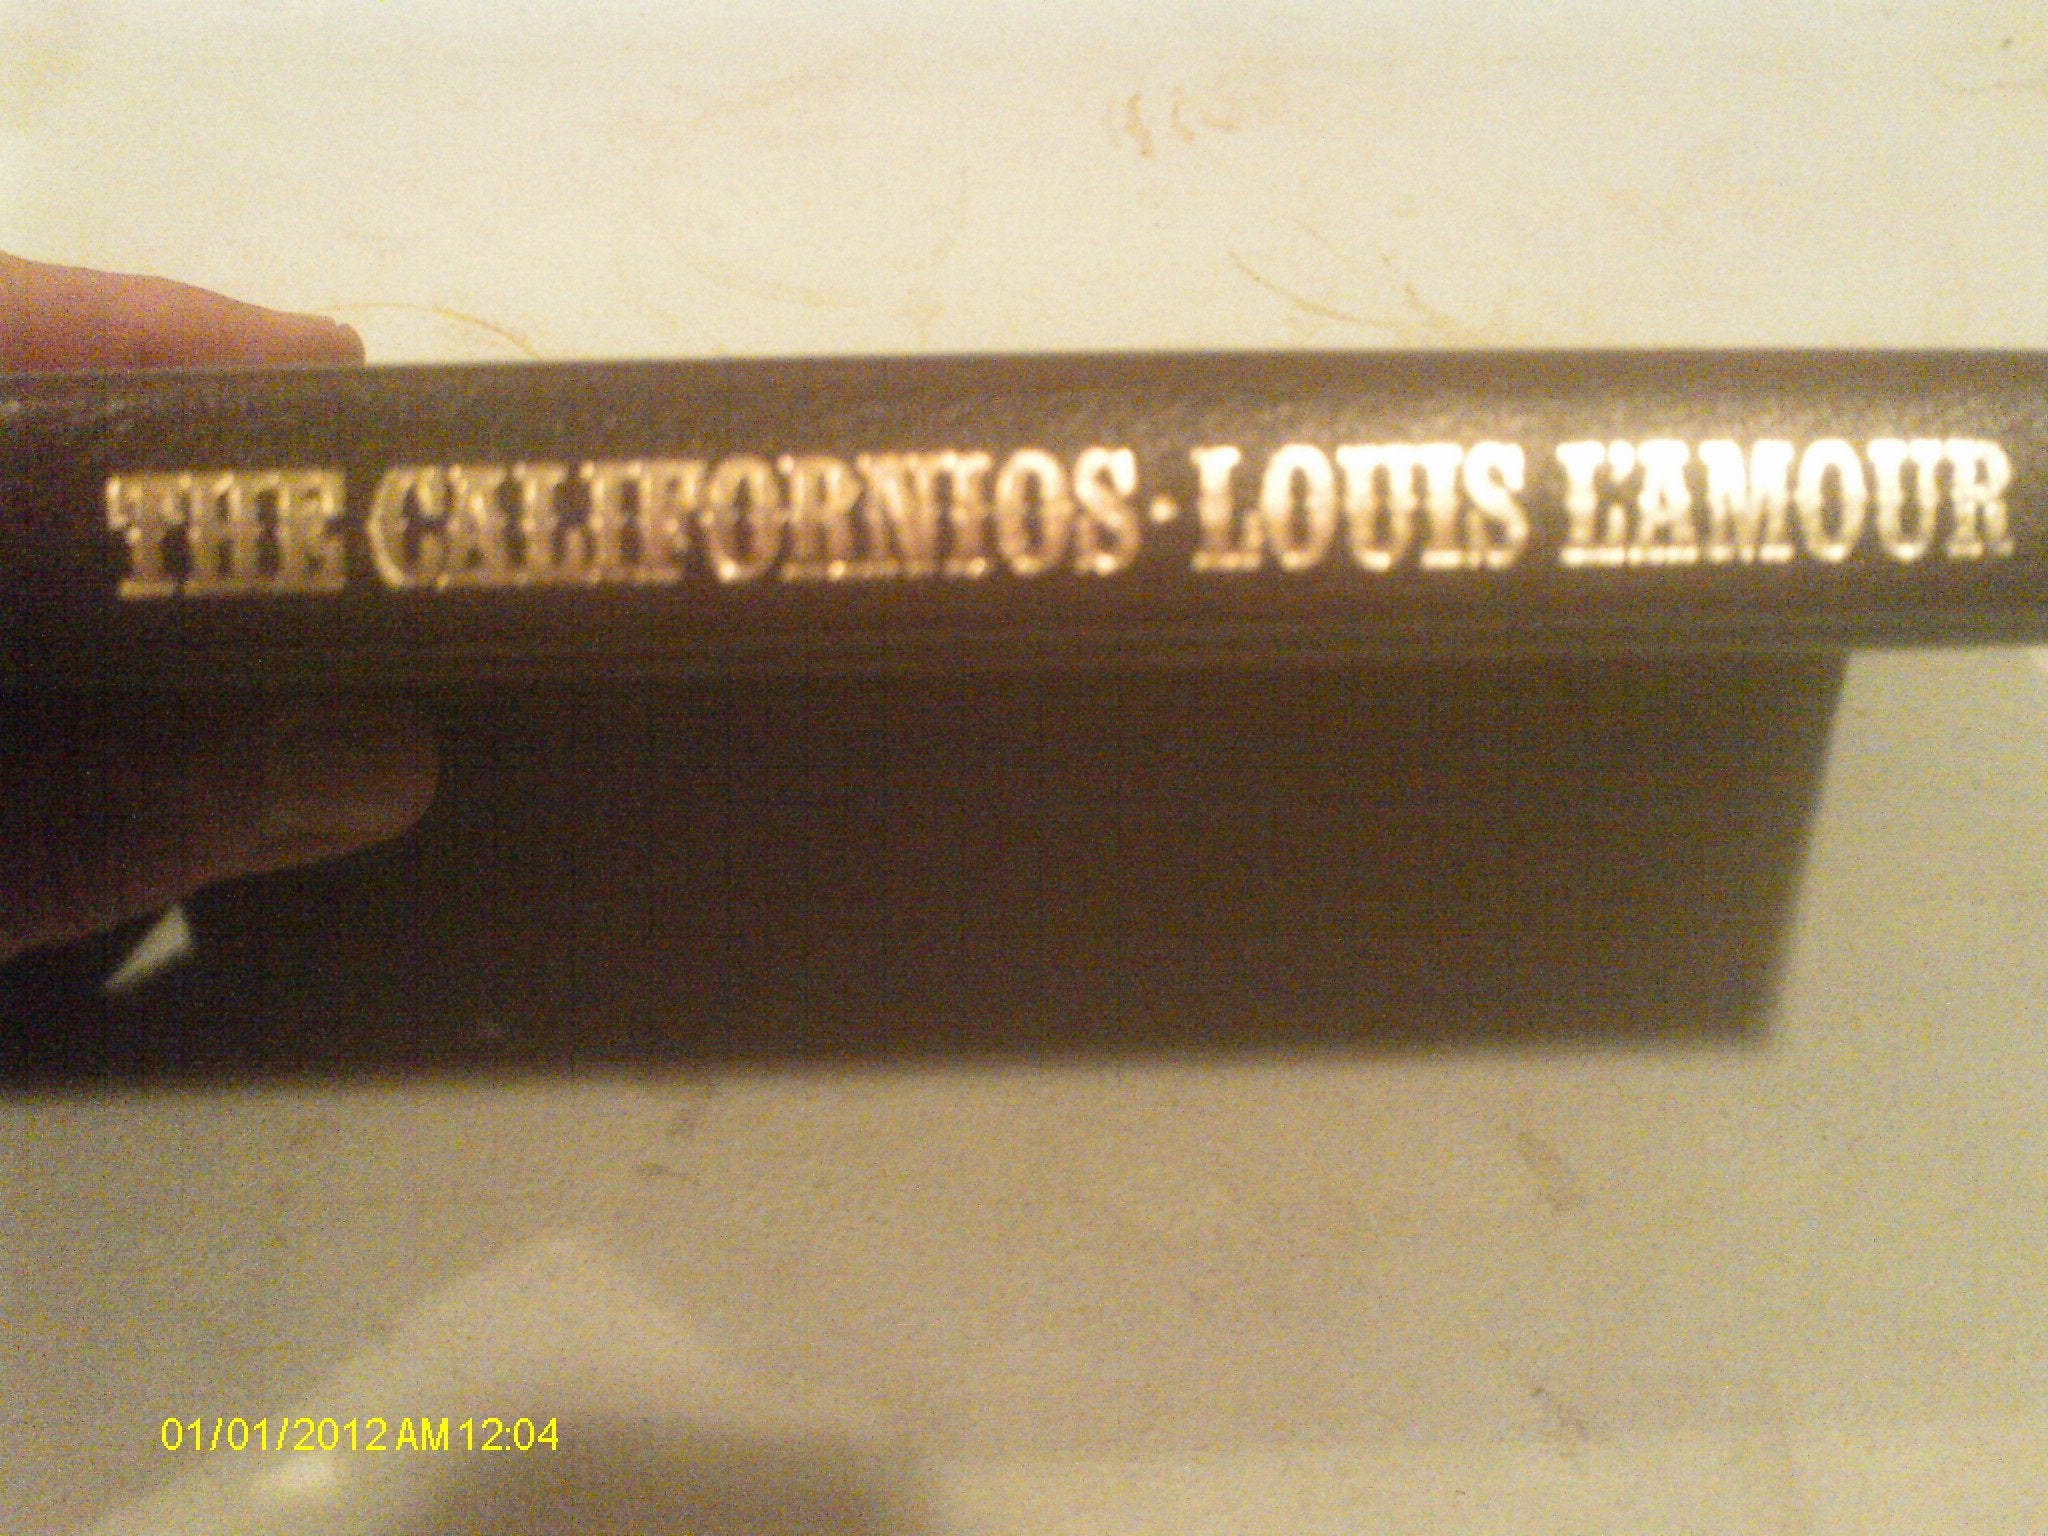 THE CALIFORNIOS · LOUIS L'AMOUR
01/01/2012 AM 12:04